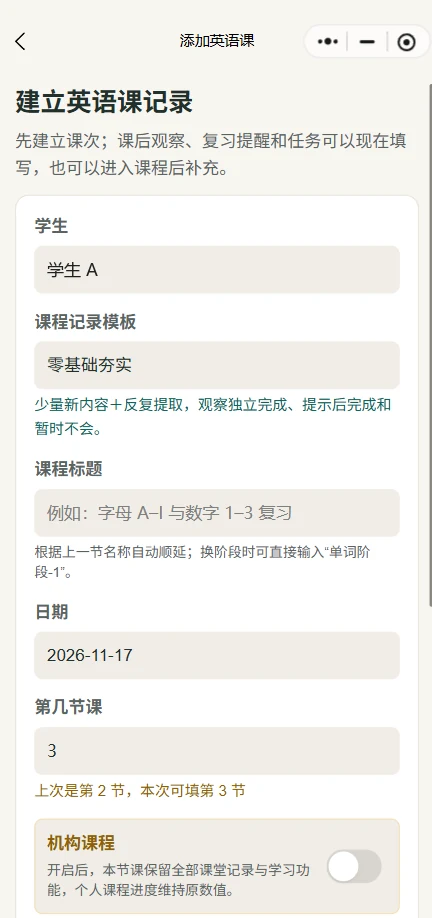 添加英语课
建立英语课记录
先建立课次；课后观察、复习提醒和任务可以现在填
写，也可以进入课程后补充。
学生
学生 A
课程记录模板
零基础夯实
少量新内容＋反复提取，观察独立完成、提示后完成和
暂时不会。
课程标题
例如：字母 A–I 与数字 1–3 复习
根据上一节名称自动顺延；换阶段时可直接输入“单词阶
段-1”。
日期
2026-11-17
第几节课
3
上次是第 2 节，本次可填第 3 节
机构课程
开启后，本节课保留全部课堂记录与学习功
能，个人课程进度维持原数值。